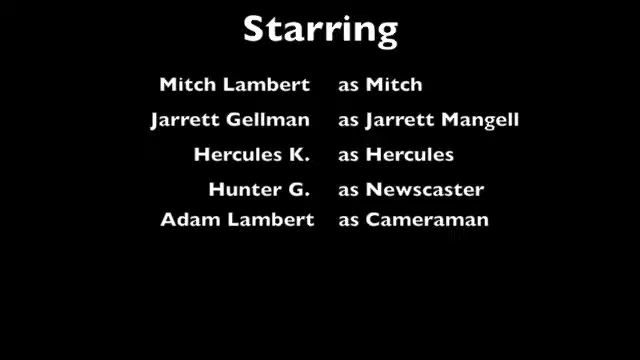 Starring
Mitch Lambert as Mitch
Jarrett Gellman as Jarrett Mangell
Hercules K. as Hercules
Hunter G. as Newscaster
Adam Lambert as Cameraman